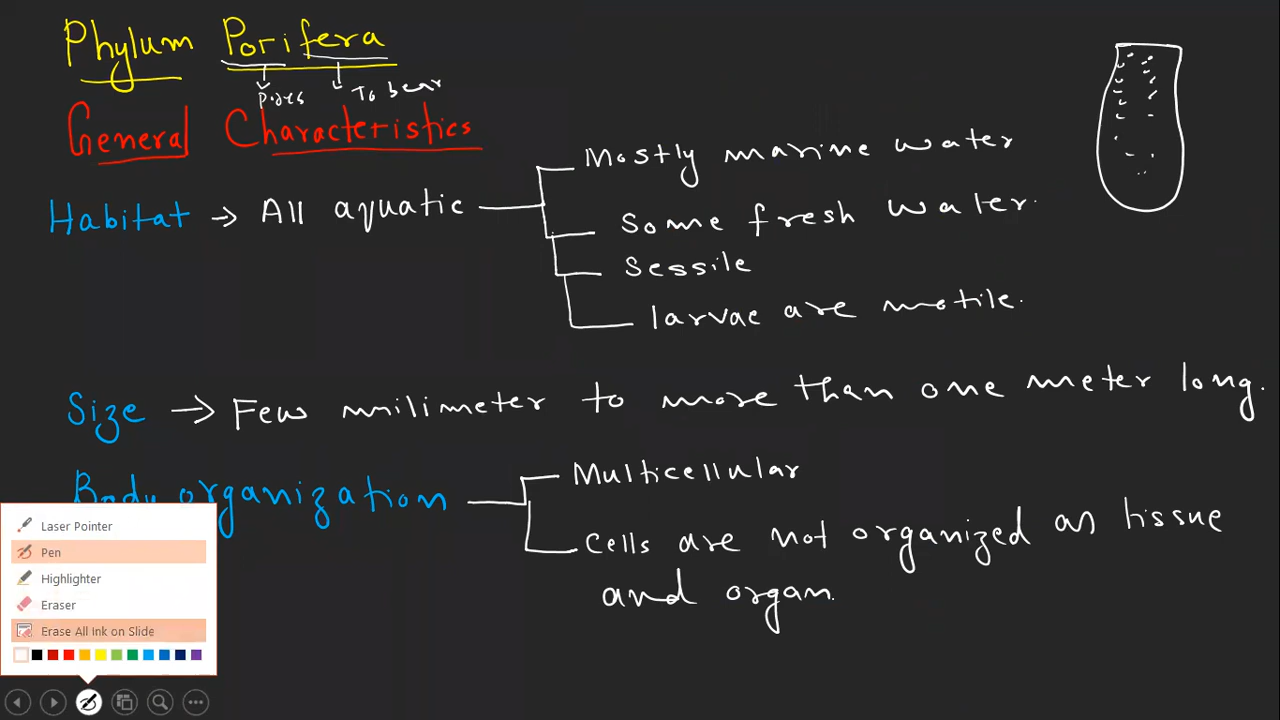 Phylum Porifera
Pores To bear
General Characteristics
Habitat → All aquatic
Mostly marine water
Some fresh water.
Sessile
larvae are motile.
Size → Few milimeter to more than one meter long.
Body organization
Multicellular
Cells are not organized as tissue
and organ.
Laser Pointer
Pen
Highlighter
Eraser
Erase All Ink on Slide